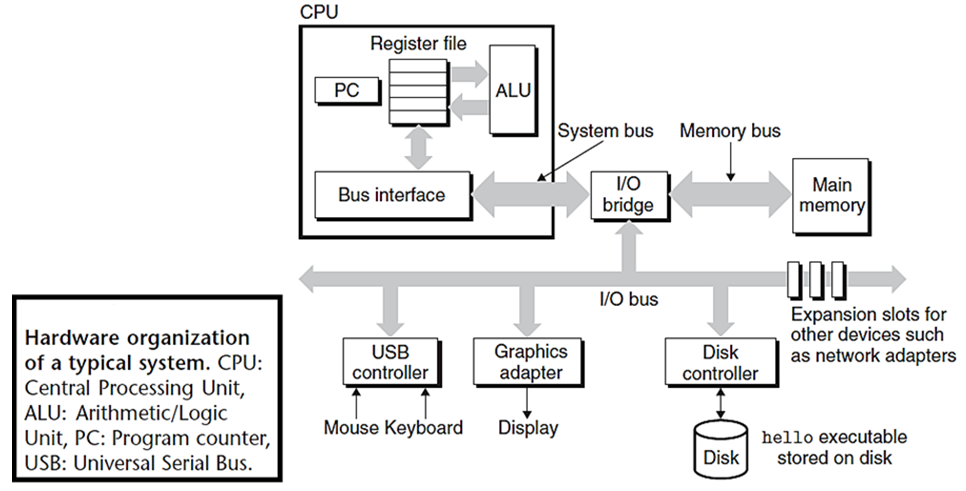 CPU
Register file
PC
ALU
System bus
Memory bus
Bus interface
I/O
bridge
Main
memory
I/O bus
Expansion slots for
other devices such
as network adapters
Hardware organization
of a typical system. CPU:
Central Processing Unit,
ALU: Arithmetic/Logic
Unit, PC: Program counter,
USB: Universal Serial Bus.
USB
controller
Graphics
adapter
Disk
controller
Mouse Keyboard
Display
Disk
hello executable
stored on disk